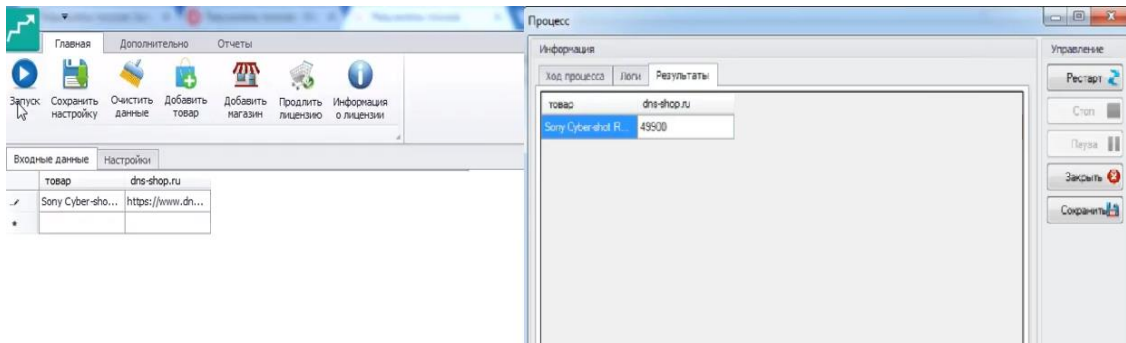 Главная Дополнительно Отчеты
Запуск Сохранить настройку Очистить данные Добавить товар Добавить магазин Продлить лицензию Информация о лицензии
Входные данные Настройки
товар dns-shop.ru
Sony Cyber-sho... https://www.dn...
Процесс
Информация
Ход процесса Логи Результаты
товар dns-shop.ru
Sony Cyber-shot R... 49900
Управление
Рестарт
Стоп
Пауза
Закрыть
Сохранить